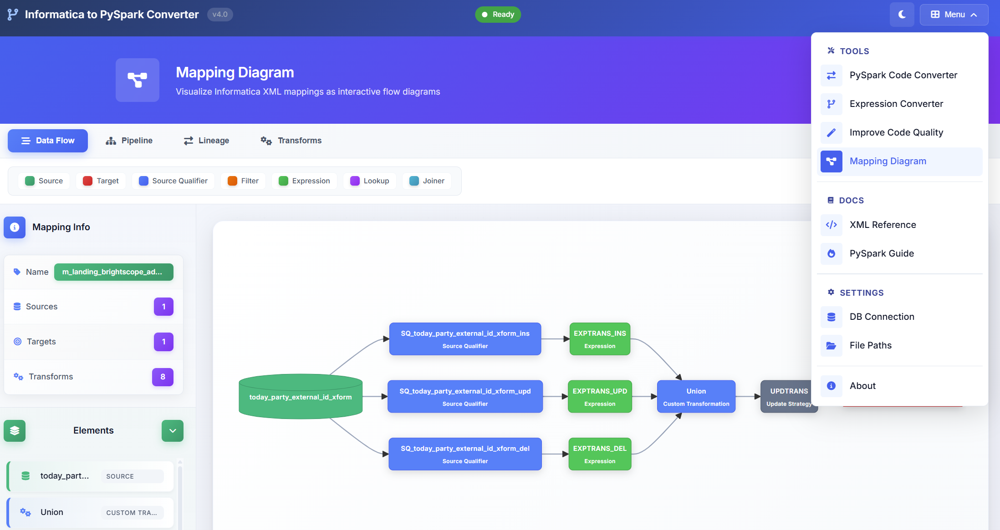 Informatica to PySpark Converter v4.0
Ready
Menu
Mapping Diagram
Visualize Informatica XML mappings as interactive flow diagrams
TOOLS
PySpark Code Converter
Expression Converter
Improve Code Quality
Mapping Diagram
DOCS
XML Reference
PySpark Guide
SETTINGS
DB Connection
File Paths
About
Data Flow
Pipeline
Lineage
Transforms
Source
Target
Source Qualifier
Filter
Expression
Lookup
Joiner
Mapping Info
Name m_landing_brightscope_ad...
Sources 1
Targets 1
Transforms 8
Elements
today_part... SOURCE
Union CUSTOM TRA...
today_party_external_id_xform
SQ_today_party_external_id_xform_ins
Source Qualifier
EXPTRANS_INS
Expression
SQ_today_party_external_id_xform_upd
Source Qualifier
EXPTRANS_UPD
Expression
SQ_today_party_external_id_xform_del
Source Qualifier
EXPTRANS_DEL
Expression
Union
Custom Transformation
UPDTRANS
Update Strategy